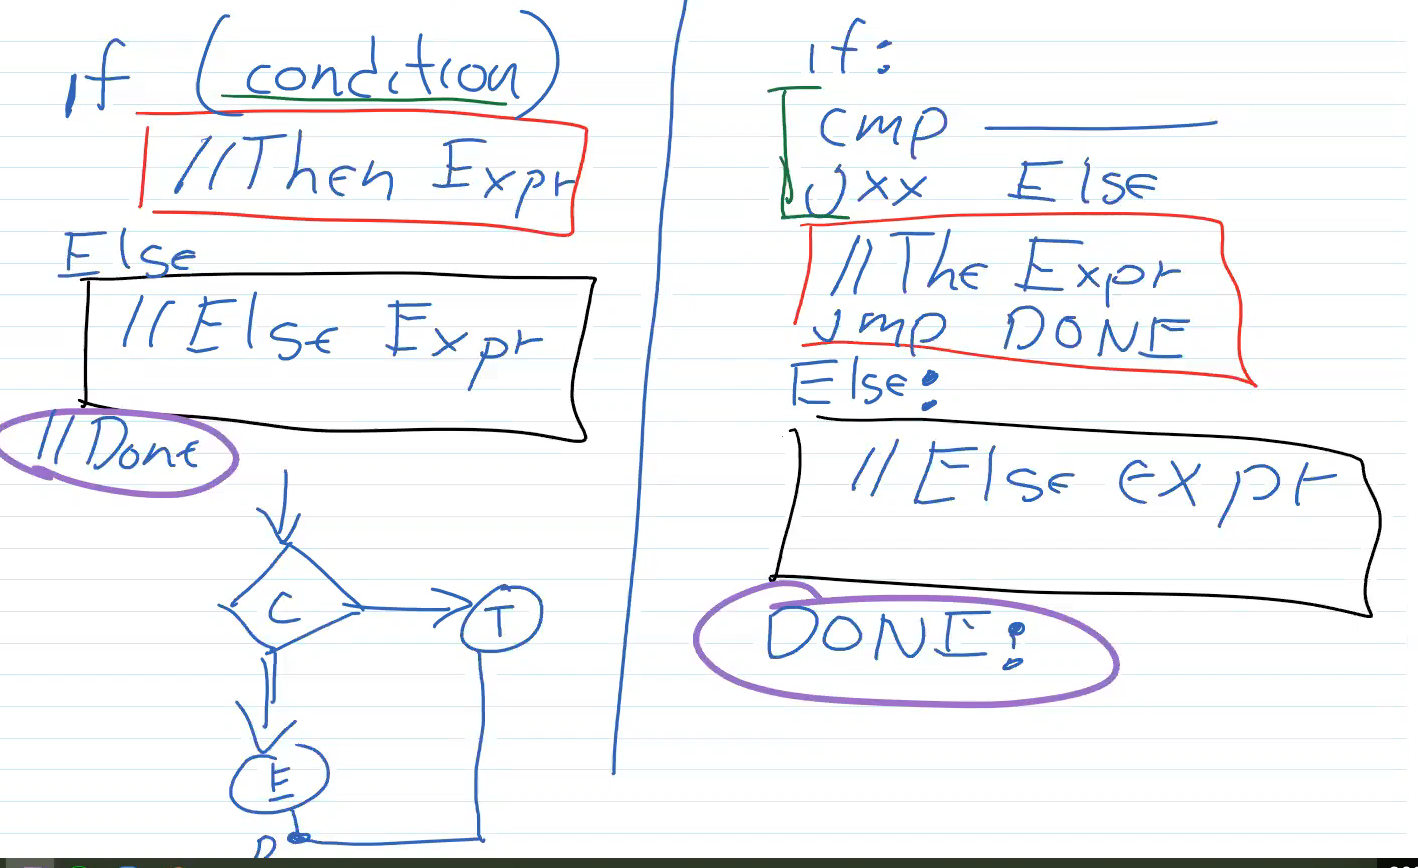 if (condition)
//Then Expr
Else
//Else Expr
//Done
C
T
E
D
if:
cmp
Jxx Else
//The Expr
Jmp DONE
Else:
//Else expr
DONE: